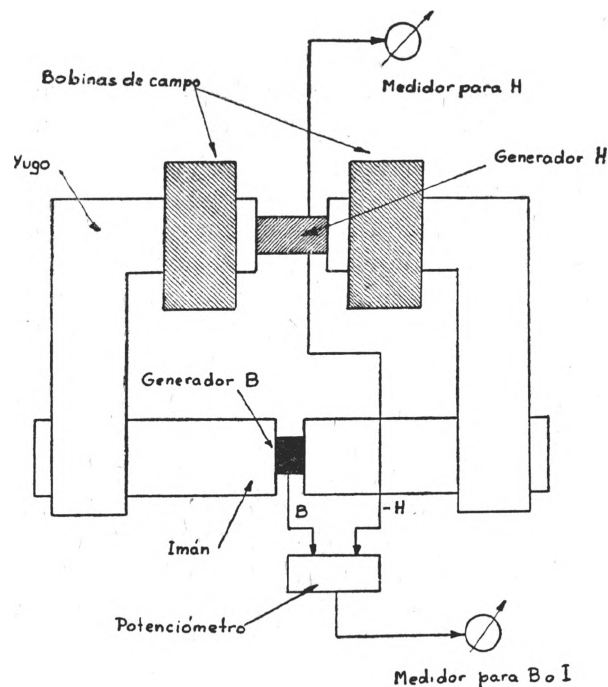 Medidor para H
Bobinas de campo
Yugo
Generador H
Generador B
B
-H
Imán
Potenciómetro
Medidor para B o I